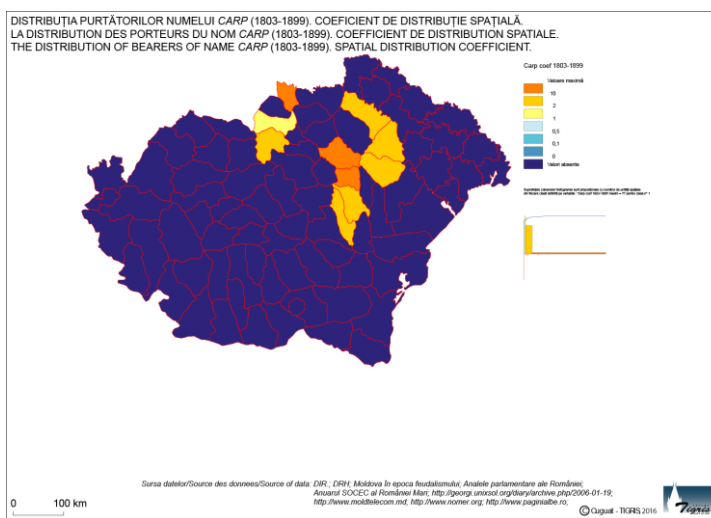 DISTRIBUȚIA PURTĂTORILOR NUMELUI CARP (1803-1899). COEFICIENT DE DISTRIBUȚIE SPAȚIALĂ.
LA DISTRIBUTION DES PORTEURS DU NOM CARP (1803-1899). COEFFICIENT DE DISTRIBUTION SPATIALE.
THE DISTRIBUTION OF BEARERS OF NAME CARP (1803-1899). SPATIAL DISTRIBUTION COEFFICIENT.
Carp coef 1803-1899
Valoare maximă
10
2
1
0,5
0,1
0
Valori absente
Sursa datelor/Source des donnees/Source of data: DIR.; DRH; Moldova în epoca feudalismului; Analele parlamentare ale României;
Anuarul SOCEC al României Mari; http://georgi.unixsol.org/diary/archive.php/2006-01-19;
http://www.moldtelecom.md; http://www.nomer.org; http://www.paginialbe.ro;
0 100 km
© Cuguat - TIGRIS, 2016
Tigris